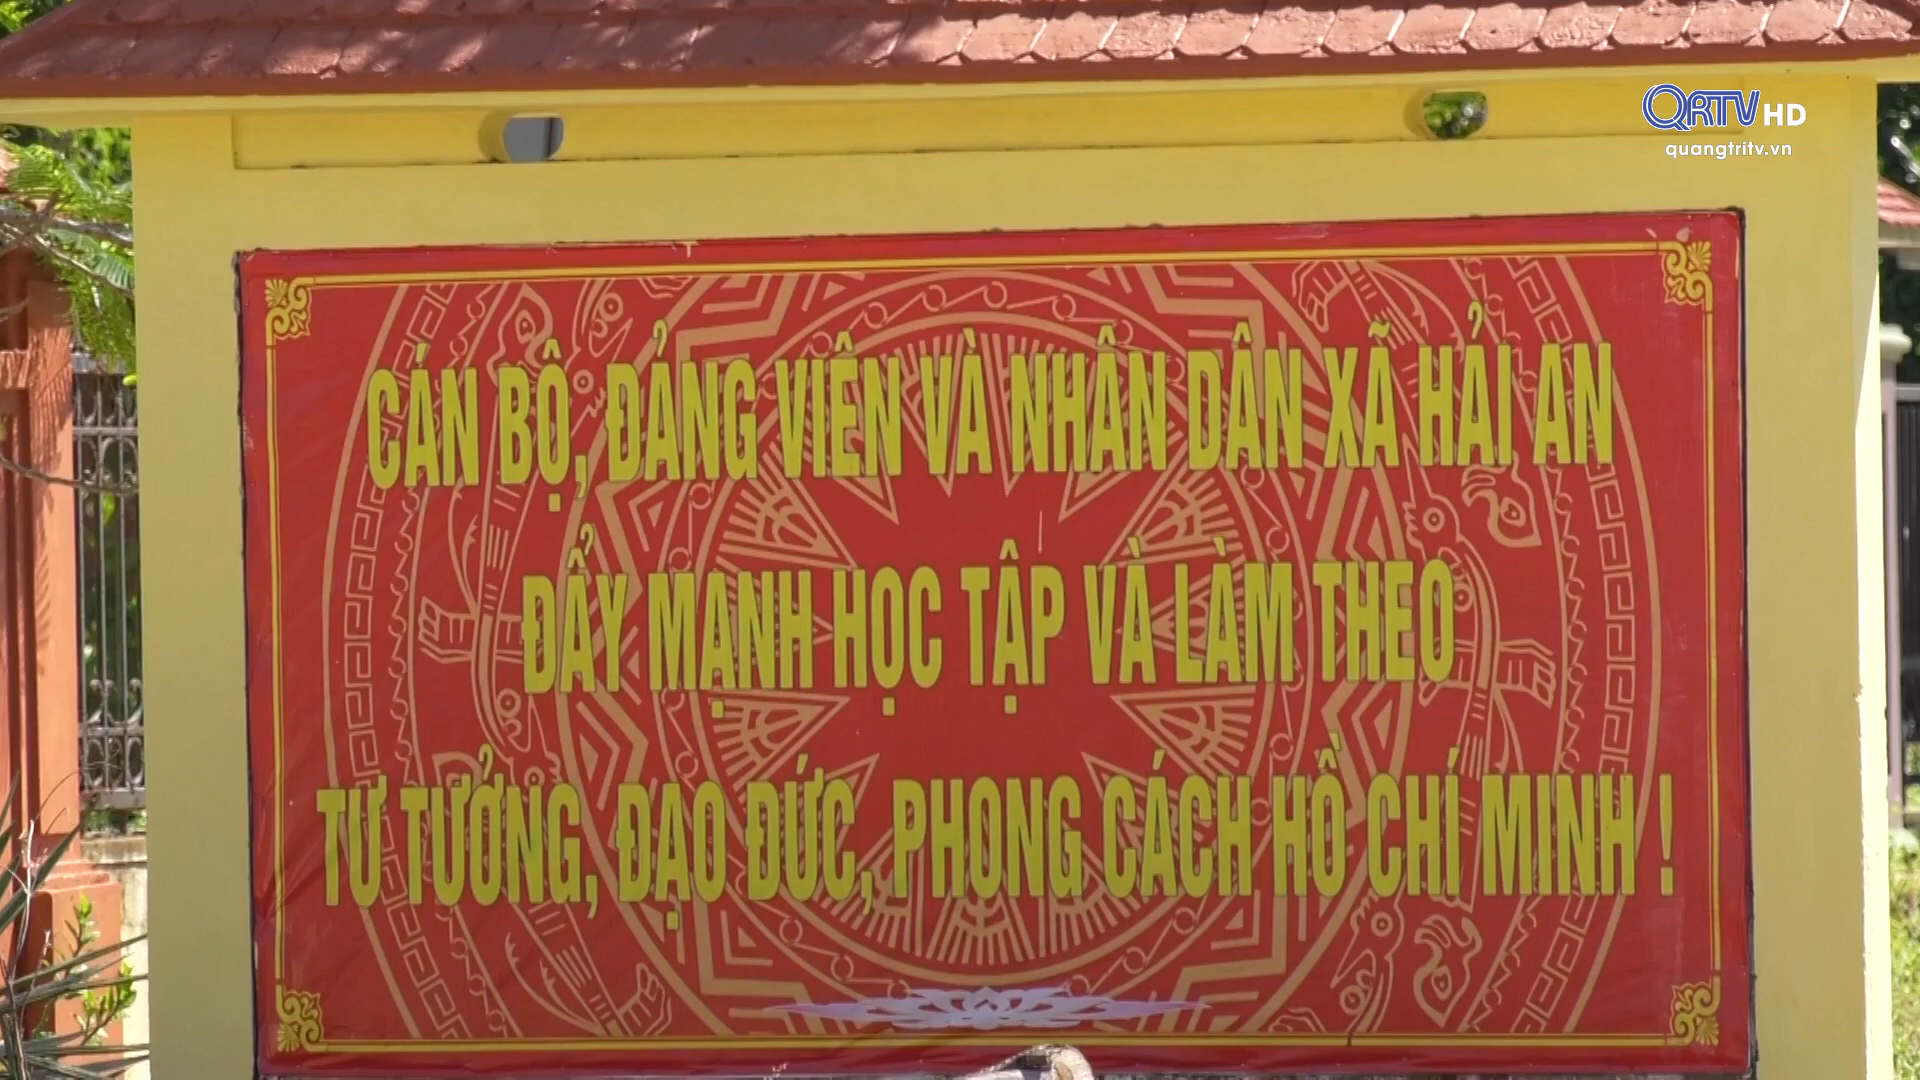 QRTV HD
quangtritv.vn
CÁN BỘ, ĐẢNG VIÊN VÀ NHÂN DÂN XÃ HẢI AN
ĐẨY MẠNH HỌC TẬP VÀ LÀM THEO
TƯ TƯỞNG, ĐẠO ĐỨC, PHONG CÁCH HỒ CHÍ MINH !